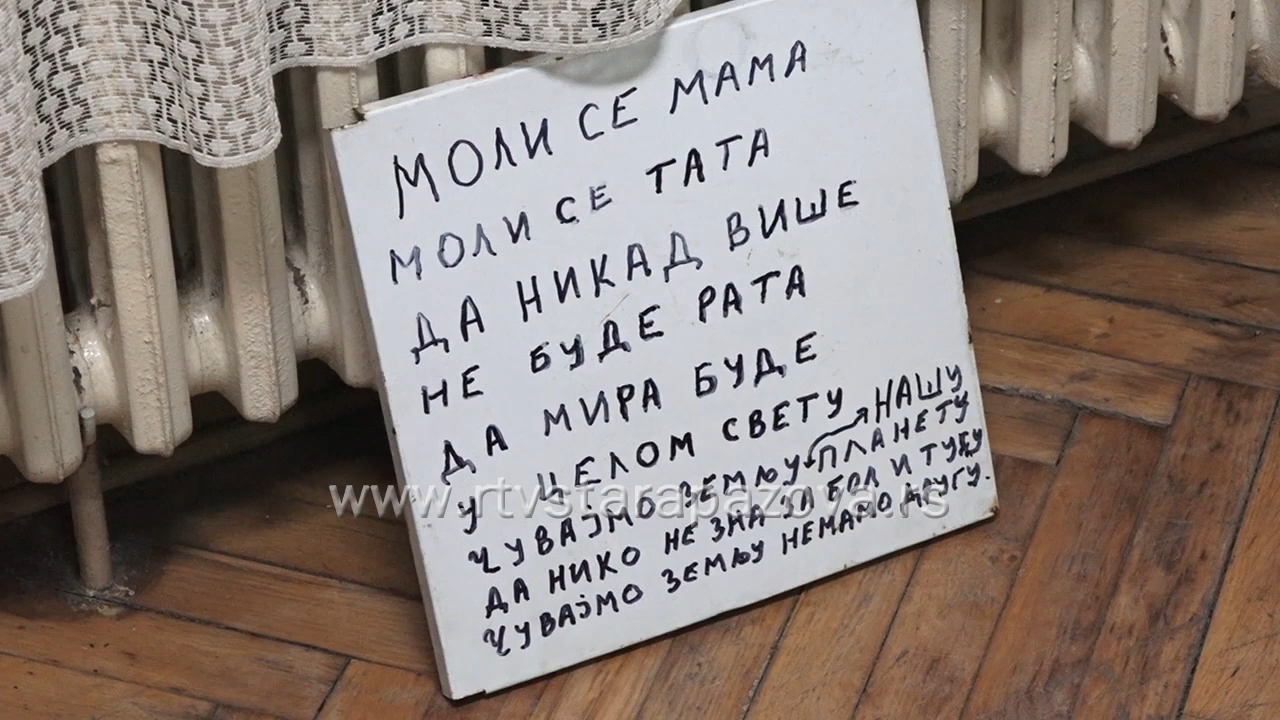 МОЛИ СЕ МАМА
МОЛИ СЕ ТАТА
ДА НИКАД ВИШЕ
НЕ БУДЕ РАТА
ДА МИРА БУДЕ
У ЦЕЛОМ СВЕТУ
ЧУВАЈМО ЗЕМЉУ НАШУ ПЛАНЕТУ
ДА НИКО НЕ ЗНА ЗА БОЛ И ТУГУ
ЧУВАЈМО ЗЕМЉУ НЕМАМО ДРУГУ.
www.rtvstarapazova.rs